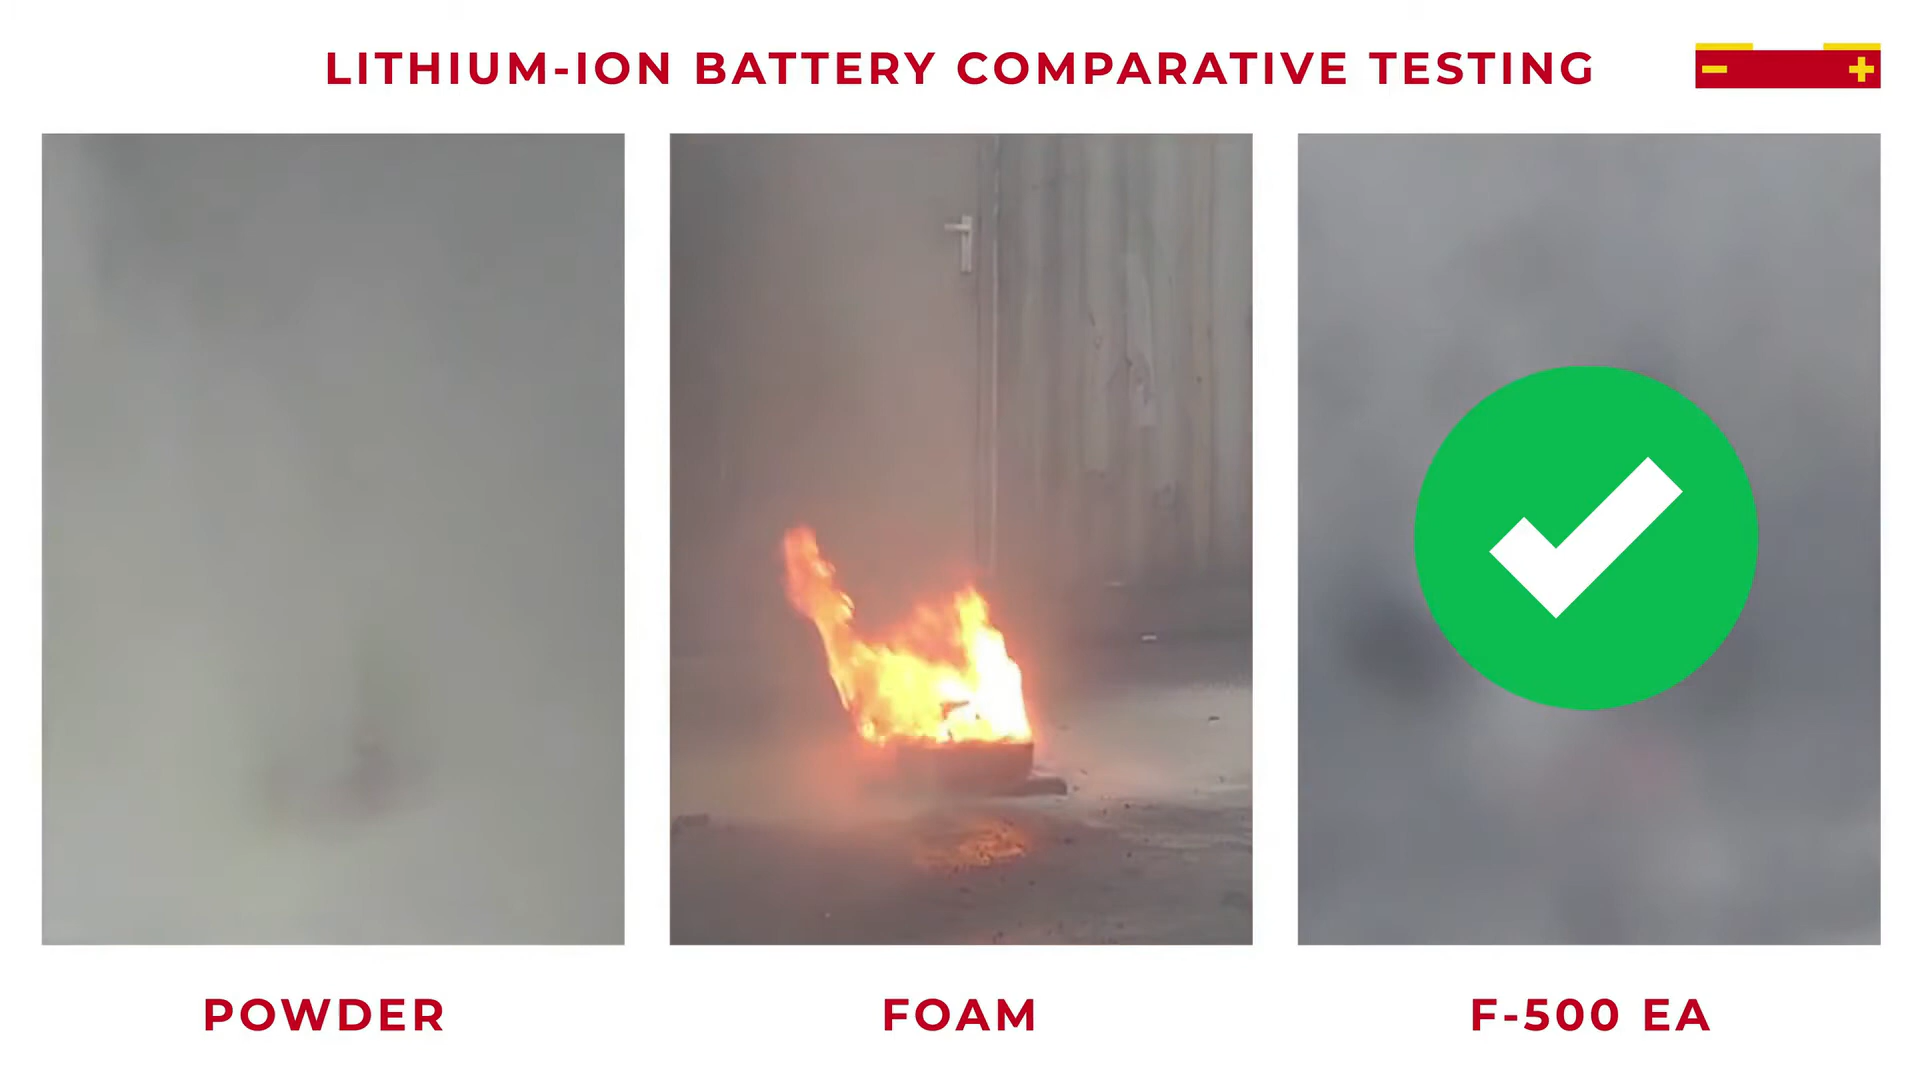 LITHIUM-ION BATTERY COMPARATIVE TESTING
- +
POWDER
FOAM
F-500 EA